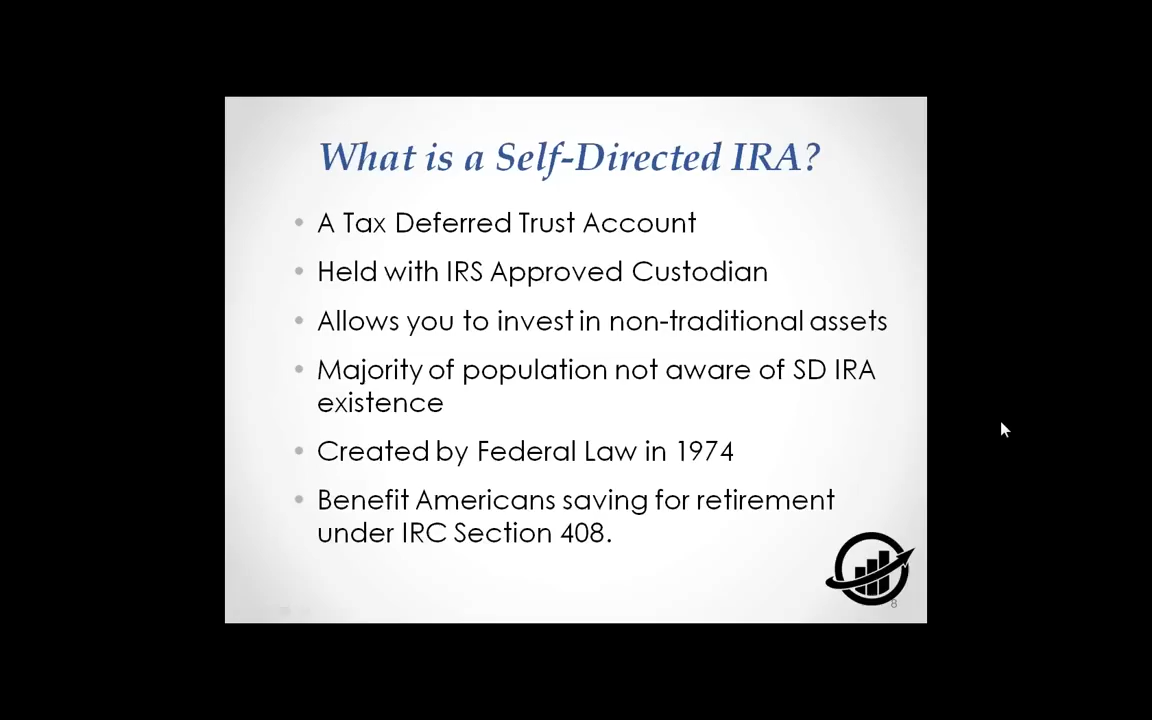 What is a Self-Directed IRA?
• A Tax Deferred Trust Account
• Held with IRS Approved Custodian
• Allows you to invest in non-traditional assets
• Majority of population not aware of SD IRA
existence
• Created by Federal Law in 1974
• Benefit Americans saving for retirement
under IRC Section 408.
8